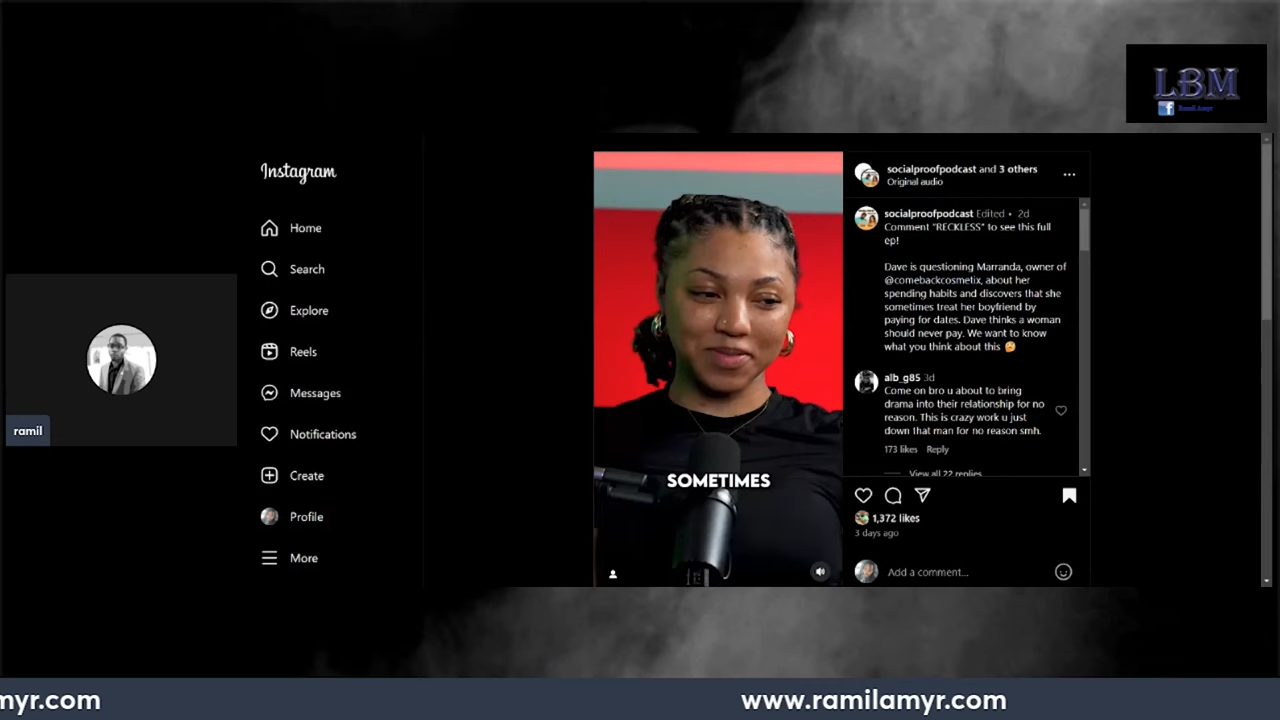 LBM
Ramil Amyr
Instagram
Home
Search
Explore
Reels
Messages
Notifications
Create
Profile
More
ramil
SOMETIMES
socialproofpodcast and 3 others
Original audio
socialproofpodcast Edited • 2d
Comment "RECKLESS" to see this full
ep!
Dave is questioning Marranda, owner of
@comebackcosmetix, about her
spending habits and discovers that she
sometimes treat her boyfriend by
paying for dates. Dave thinks a woman
should never pay. We want to know
what you think about this 🫣
alb_g85 3d
Come on bro u about to bring
drama into their relationship for no
reason. This is crazy work u just
down that man for no reason smh.
173 likes Reply
View all 22 replies
1,372 likes
3 days ago
Add a comment...
myr.com
www.ramilamyr.com